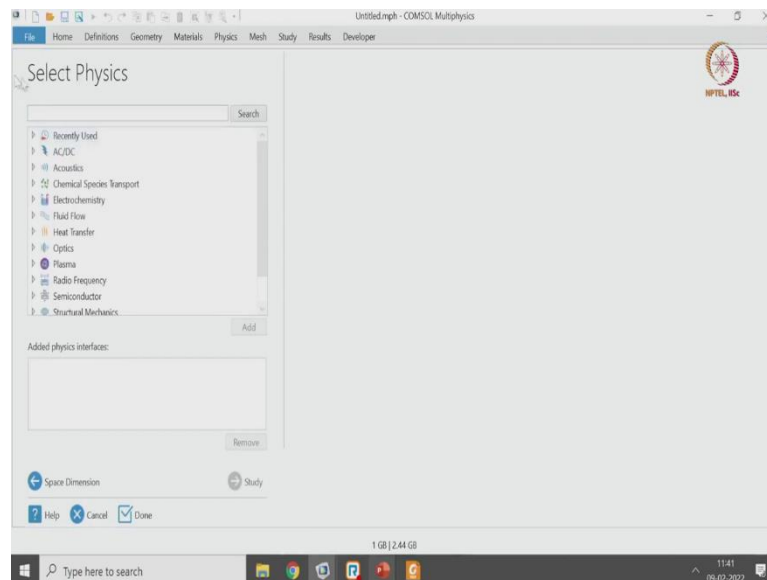 Untitled.mph - COMSOL Multiphysics
File Home Definitions Geometry Materials Physics Mesh Study Results Developer
Select Physics
NPTEL, IISc
Search
Recently Used
AC/DC
Acoustics
Chemical Species Transport
Electrochemistry
Fluid Flow
Heat Transfer
Optics
Plasma
Radio Frequency
Semiconductor
Structural Mechanics
Add
Added physics interfaces:
Remove
Space Dimension
Study
Help Cancel Done
1 GB | 2.44 GB
Type here to search
11:41
09-02-2022